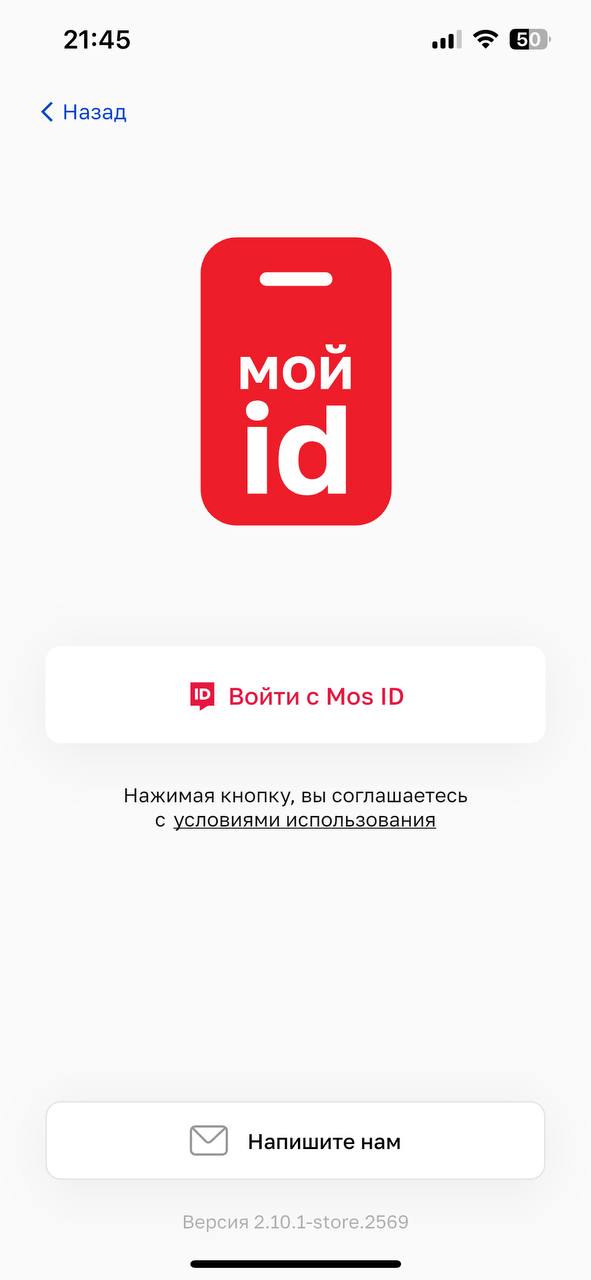 21:45
50
Назад
мой
id
ID Войти с Mos ID
Нажимая кнопку, вы соглашаетесь
с условиями использования
Напишите нам
Версия 2.10.1-store.2569